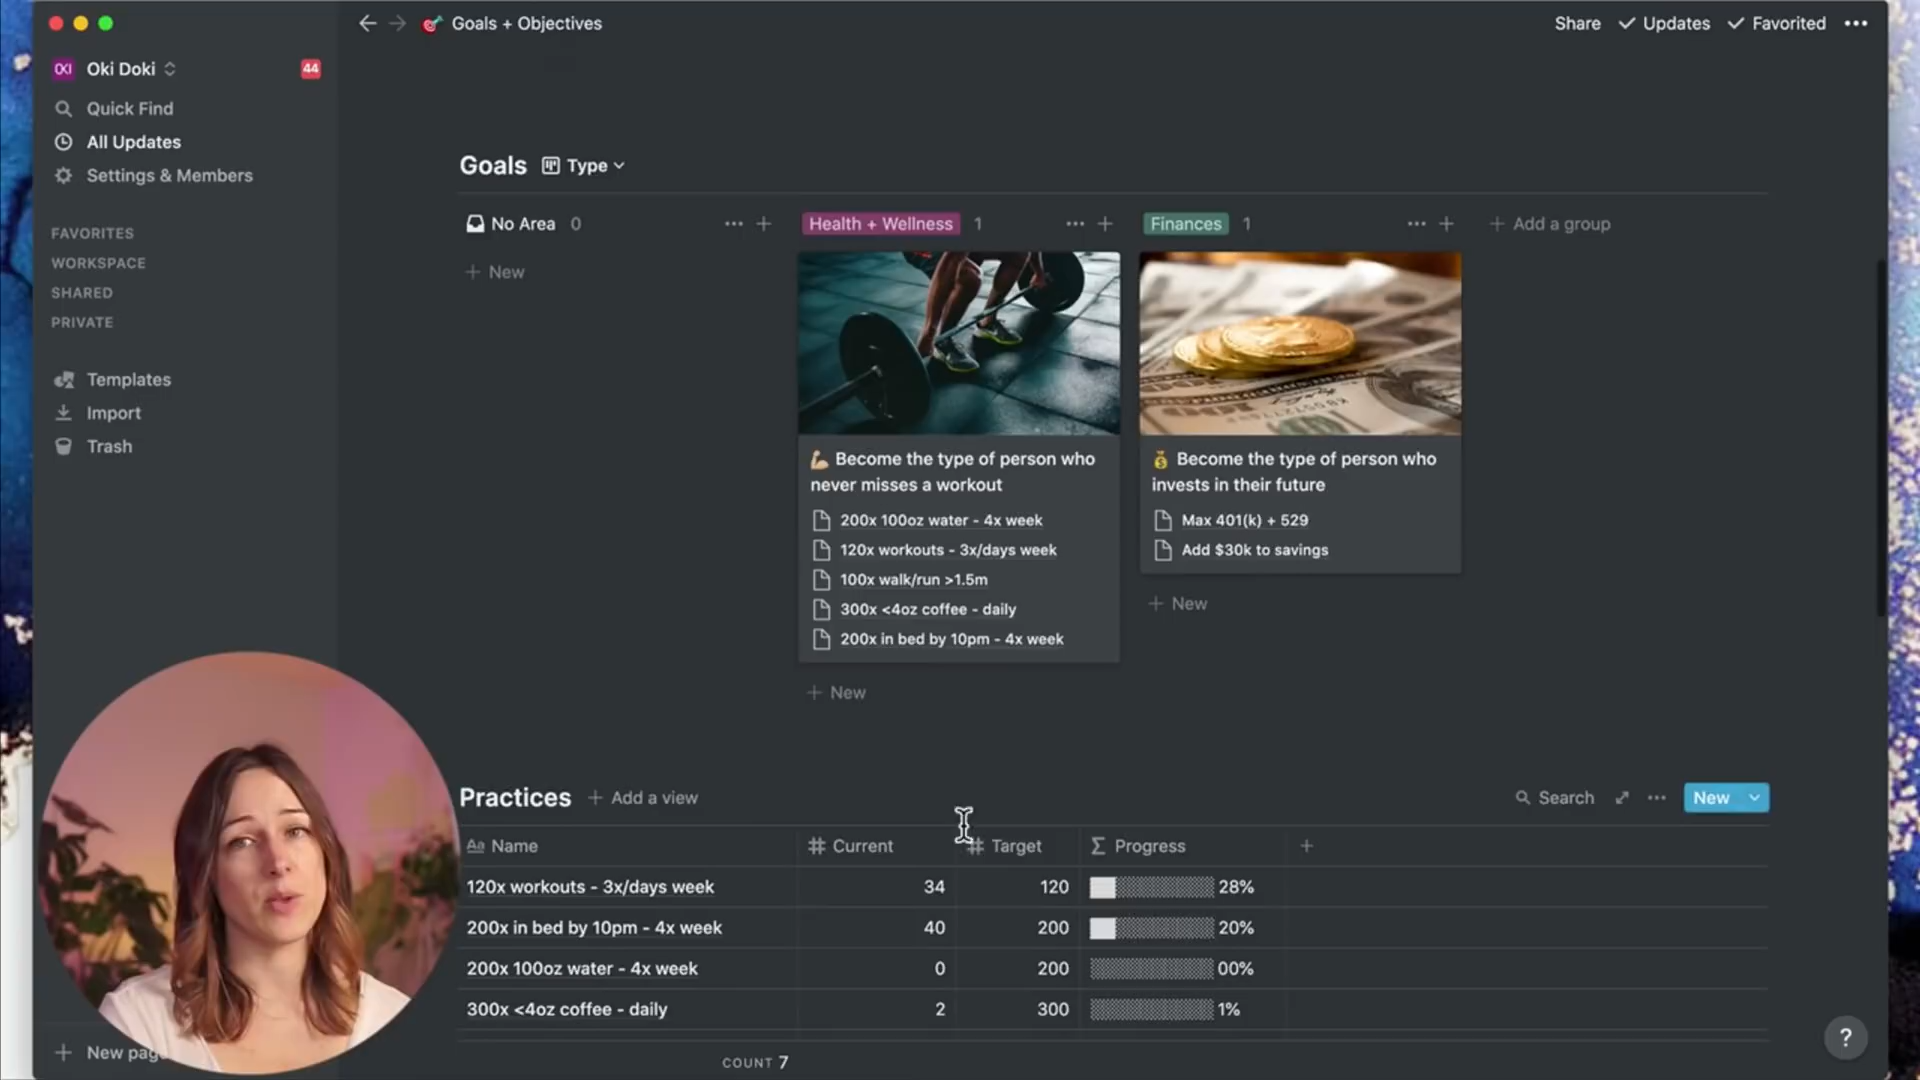 Goals + Objectives
Share
Updates
Favorited
OKI
Oki Doki
44
Quick Find
All Updates
Settings & Members
FAVORITES
WORKSPACE
SHARED
PRIVATE
Templates
Import
Trash
New pag
Goals
Type
No Area 0
New
Health + Wellness 1
Become the type of person who
never misses a workout
200x 100oz water - 4x week
120x workouts - 3x/days week
100x walk/run >1.5m
300x <4oz coffee - daily
200x in bed by 10pm - 4x week
New
Finances 1
Become the type of person who
invests in their future
Max 401(k) + 529
Add $30k to savings
New
Add a group
Practices
Add a view
Search
New
Aa Name
# Current
# Target
Σ Progress
120x workouts - 3x/days week 34 120 28%
200x in bed by 10pm - 4x week 40 200 20%
200x 100oz water - 4x week 0 200 00%
300x <4oz coffee - daily 2 300 1%
COUNT 7
?